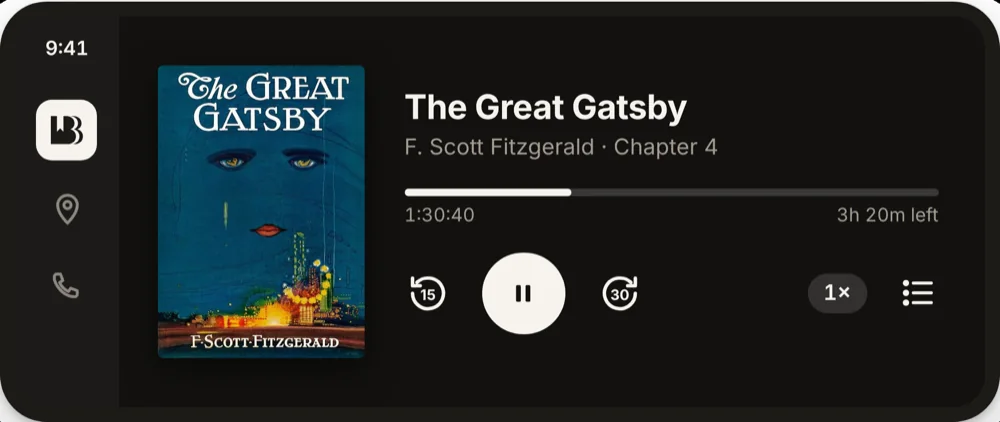 9:41
The GREAT
GATSBY
F·SCOTT·FITZGERALD
The Great Gatsby
F. Scott Fitzgerald · Chapter 4
1:30:40
3h 20m left
15
30
1×